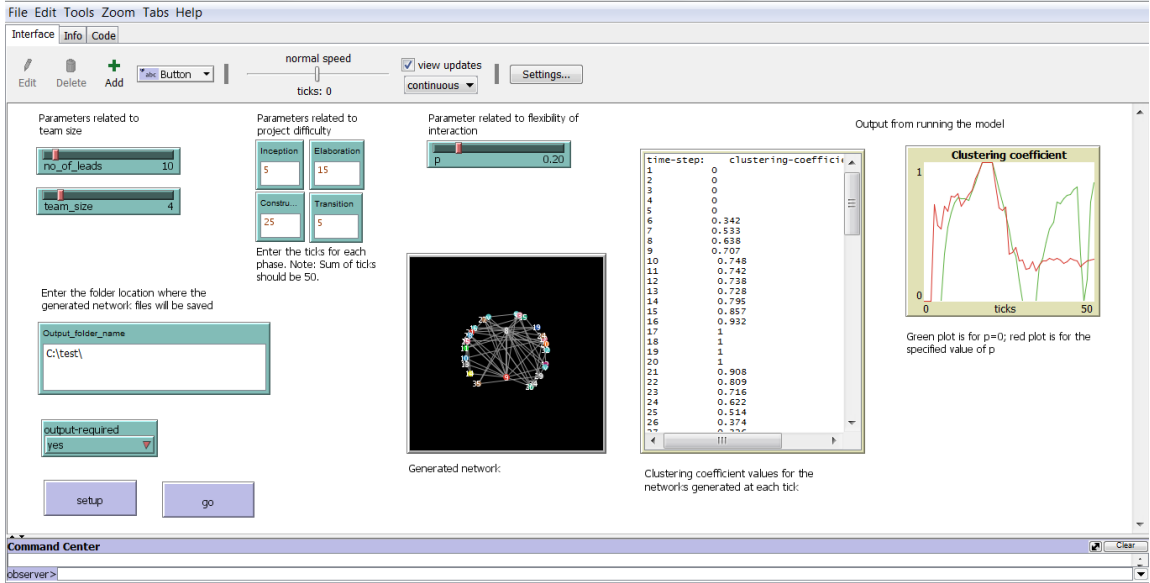 File Edit Tools Zoom Tabs Help
Interface Info Code
Edit Delete Add
abc Button
normal speed
ticks: 0
view updates
continuous
Settings...
Parameters related to
team size
no_of_leads 10
team_size 4
Parameters related to
project difficulty
Inception Elaboration
5 15
Constru... Transition
25 5
Enter the ticks for each
phase. Note: Sum of ticks
should be 50.
Parameter related to flexibility of
interaction
p 0.20
Enter the folder location where the
generated network files will be saved
Output_folder_name
C:\test\
output-required
yes
setup go
Generated network
time-step: clustering-coeffici
1 0
2 0
3 0
4 0
5 0
6 0.342
7 0.533
8 0.638
9 0.707
10 0.748
11 0.742
12 0.738
13 0.728
14 0.795
15 0.857
16 0.932
17 1
18 1
19 1
20 1
21 0.908
22 0.809
23 0.716
24 0.622
25 0.514
26 0.374
Clustering coefficient values for the
networks generated at each tick
Output from running the model
Clustering coefficient
1
0
0 ticks 50
Green plot is for p=0; red plot is for the
specified value of p
Command Center
Clear
observer>